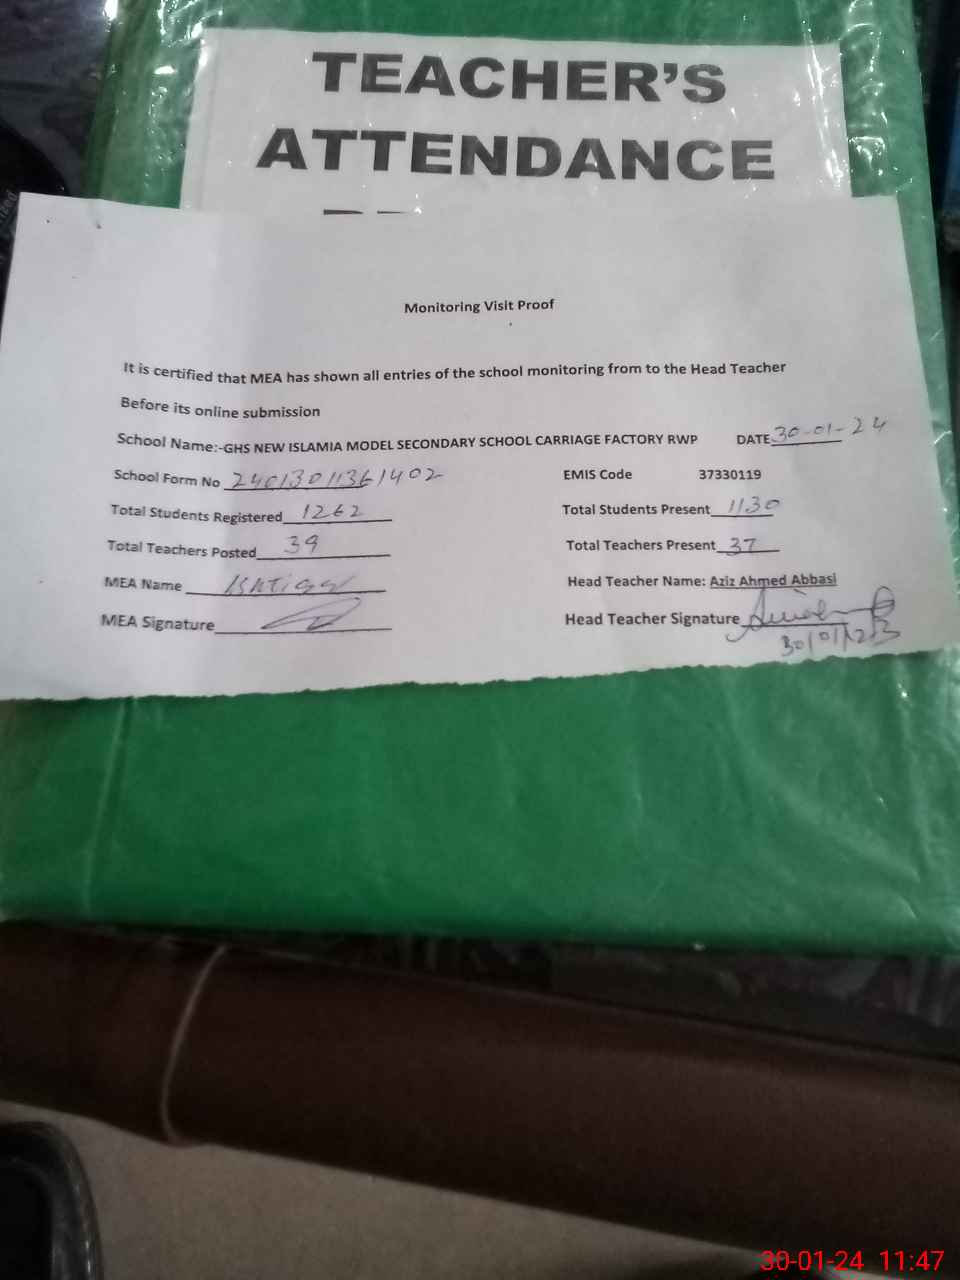 TEACHER'S
ATTENDANCE
Monitoring Visit Proof
It is certified that MEA has shown all entries of the school monitoring from to the Head Teacher
Before its online submission
School Name:-GHS NEW ISLAMIA MODEL SECONDARY SCHOOL CARRIAGE FACTORY RWP DATE 30-01-24
School Form No 24013011361402 EMIS Code 37330119
Total Students Registered 1262 Total Students Present 1130
Total Teachers Posted 39 Total Teachers Present 37
MEA Name Head Teacher Name: Aziz Ahmed Abbasi
MEA Signature Head Teacher Signature
30/01/23
30-01-24 11:47